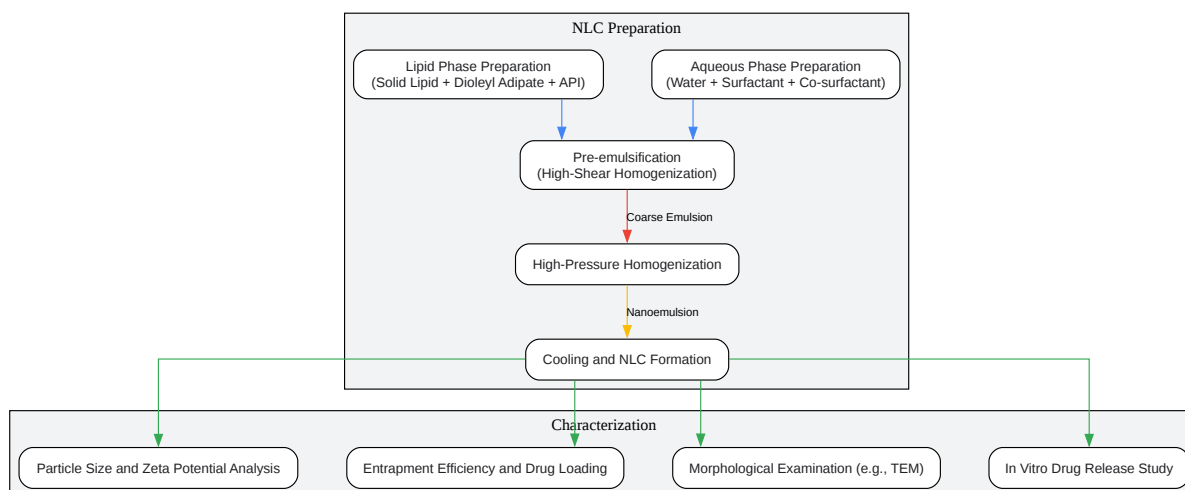 NLC Preparation
Lipid Phase Preparation
(Solid Lipid + Dioleyl Adipate + API)
Aqueous Phase Preparation
(Water + Surfactant + Co-surfactant)
Pre-emulsification
(High-Shear Homogenization)
Coarse Emulsion
High-Pressure Homogenization
Nanoemulsion
Cooling and NLC Formation
Characterization
Particle Size and Zeta Potential Analysis
Entrapment Efficiency and Drug Loading
Morphological Examination (e.g., TEM)
In Vitro Drug Release Study